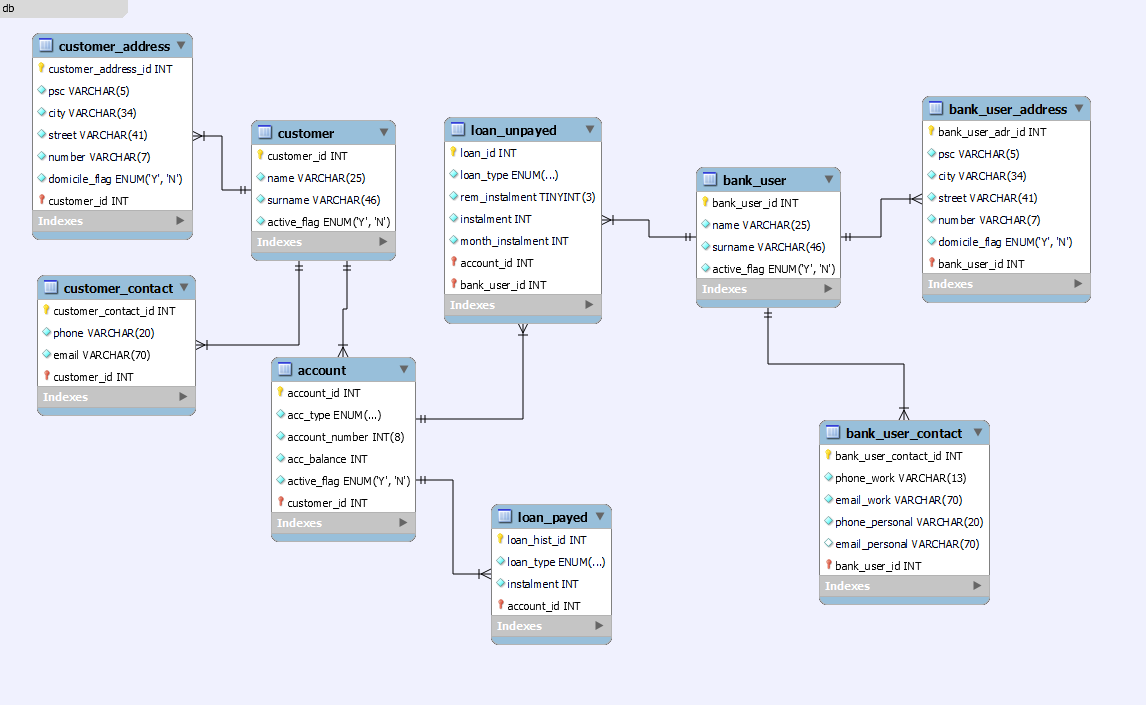 db
customer_address
customer_address_id INT
psc VARCHAR(5)
city VARCHAR(34)
street VARCHAR(41)
number VARCHAR(7)
domicile_flag ENUM('Y', 'N')
customer_id INT
Indexes
customer
customer_id INT
name VARCHAR(25)
surname VARCHAR(46)
active_flag ENUM('Y', 'N')
Indexes
loan_unpayed
loan_id INT
loan_type ENUM(...)
rem_instalment TINYINT(3)
instalment INT
month_instalment INT
account_id INT
bank_user_id INT
Indexes
bank_user
bank_user_id INT
name VARCHAR(25)
surname VARCHAR(46)
active_flag ENUM('Y', 'N')
Indexes
bank_user_address
bank_user_adr_id INT
psc VARCHAR(5)
city VARCHAR(34)
street VARCHAR(41)
number VARCHAR(7)
domicile_flag ENUM('Y', 'N')
bank_user_id INT
Indexes
customer_contact
customer_contact_id INT
phone VARCHAR(20)
email VARCHAR(70)
customer_id INT
Indexes
account
account_id INT
acc_type ENUM(...)
account_number INT(8)
acc_balance INT
active_flag ENUM('Y', 'N')
customer_id INT
Indexes
loan_payed
loan_hist_id INT
loan_type ENUM(...)
instalment INT
account_id INT
Indexes
bank_user_contact
bank_user_contact_id INT
phone_work VARCHAR(13)
email_work VARCHAR(70)
phone_personal VARCHAR(20)
email_personal VARCHAR(70)
bank_user_id INT
Indexes